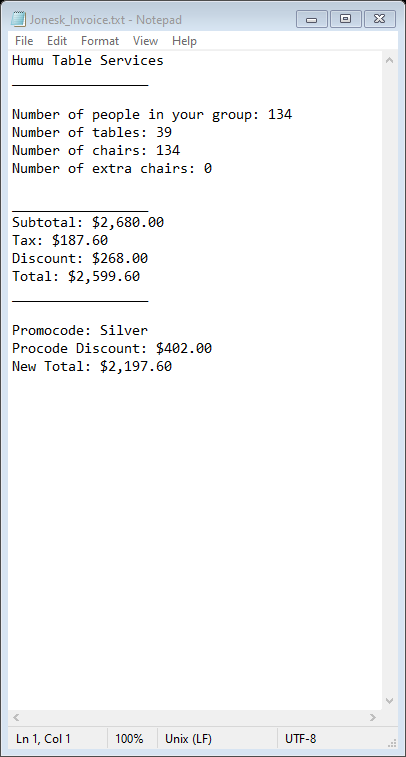 Jonesk_Invoice.txt - Notepad
File Edit Format View Help
Humu Table Services
_________________
Number of people in your group: 134
Number of tables: 39
Number of chairs: 134
Number of extra chairs: 0
_________________
Subtotal: $2,680.00
Tax: $187.60
Discount: $268.00
Total: $2,599.60
_________________
Promocode: Silver
Procode Discount: $402.00
New Total: $2,197.60
Ln 1, Col 1 100% Unix (LF) UTF-8